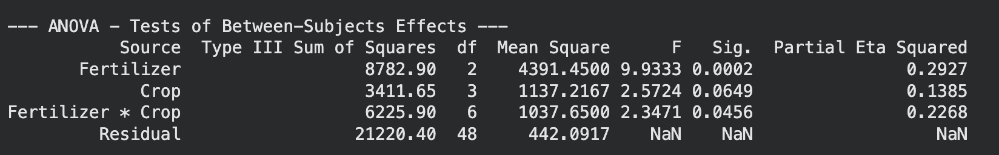 --- ANOVA - Tests of Between-Subjects Effects ---
Source Type III Sum of Squares df Mean Square F Sig. Partial Eta Squared
Fertilizer 8782.90 2 4391.4500 9.9333 0.0002 0.2927
Crop 3411.65 3 1137.2167 2.5724 0.0649 0.1385
Fertilizer * Crop 6225.90 6 1037.6500 2.3471 0.0456 0.2268
Residual 21220.40 48 442.0917 NaN NaN NaN